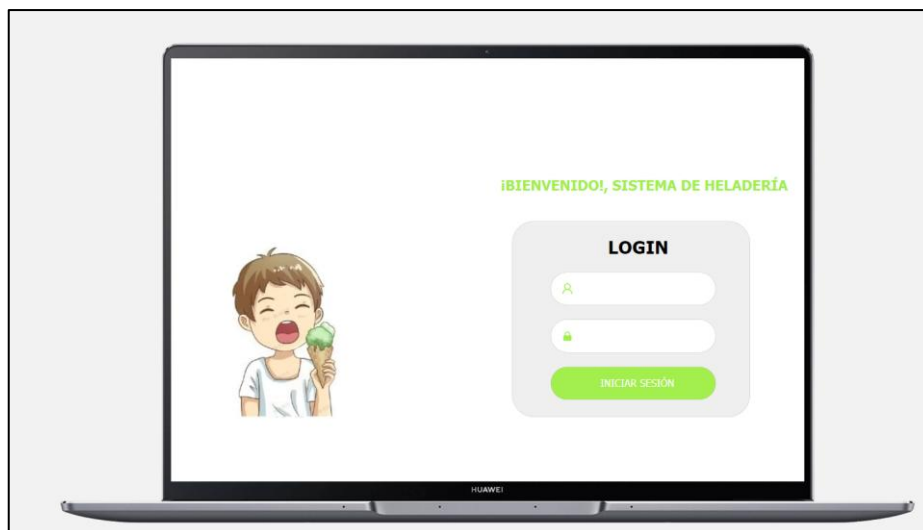 ¡BIENVENIDO!, SISTEMA DE HELADERÍA
LOGIN
INICIAR SESIÓN
HUAWEI